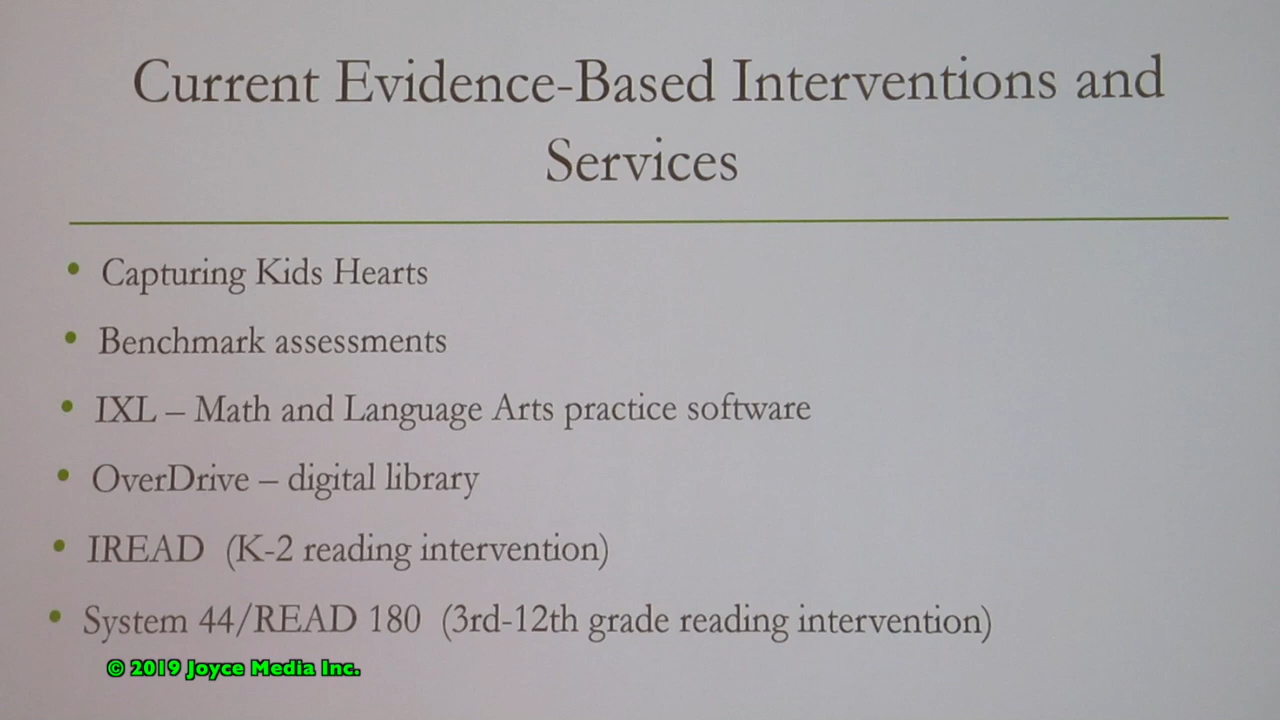 Current Evidence-Based Interventions and
Services
• Capturing Kids Hearts
• Benchmark assessments
• IXL – Math and Language Arts practice software
• OverDrive – digital library
• IREAD (K-2 reading intervention)
• System 44/READ 180 (3rd-12th grade reading intervention)
© 2019 Joyce Media Inc.